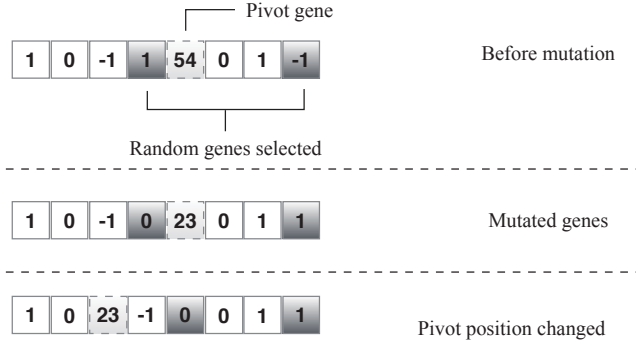 Pivot gene
1 0 -1 1 54 0 1 -1
Before mutation
Random genes selected
1 0 -1 0 23 0 1 1
Mutated genes
1 0 23 -1 0 0 1 1
Pivot position changed